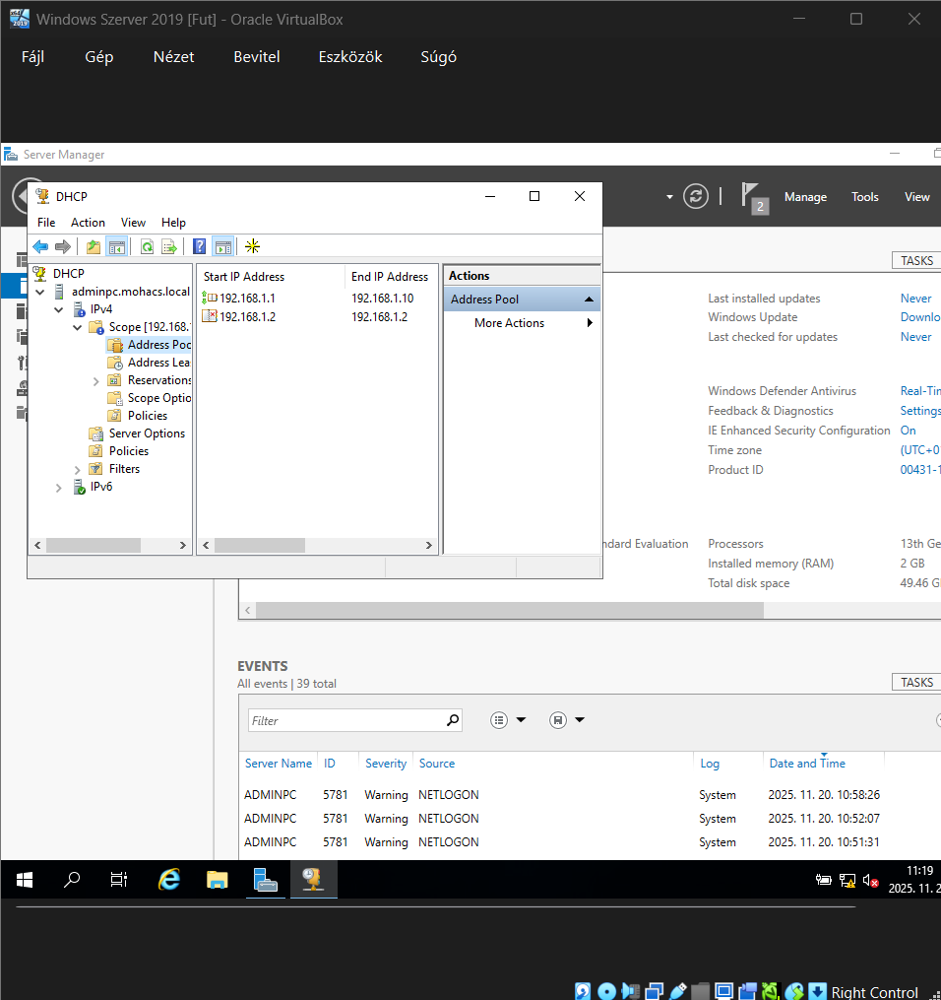 Windows Szerver 2019 [Fut] - Oracle VirtualBox
Fájl Gép Nézet Bevitel Eszközök Súgó
Server Manager
2 Manage Tools View
DHCP
File Action View Help
TASKS
DHCP
adminpc.mohacs.local
IPv4
Scope [192.168.
Address Poo
Address Lea
Reservations
Scope Optio
Policies
Server Options
Policies
Filters
IPv6
Start IP Address End IP Address
192.168.1.1 192.168.1.10
192.168.1.2 192.168.1.2
Actions
Address Pool
More Actions
Last installed updates Never
Windows Update Downlo
Last checked for updates Never
Windows Defender Antivirus Real-Tim
Feedback & Diagnostics Settings
IE Enhanced Security Configuration On
Time zone (UTC+0
Product ID 00431-1
ndard Evaluation Processors 13th Ge
Installed memory (RAM) 2 GB
Total disk space 49.46 G
EVENTS
All events | 39 total
TASKS
Filter
Server Name ID Severity Source Log Date and Time
ADMINPC 5781 Warning NETLOGON System 2025. 11. 20. 10:58:26
ADMINPC 5781 Warning NETLOGON System 2025. 11. 20. 10:52:07
ADMINPC 5781 Warning NETLOGON System 2025. 11. 20. 10:51:31
11:19
2025. 11. 2
Right Control